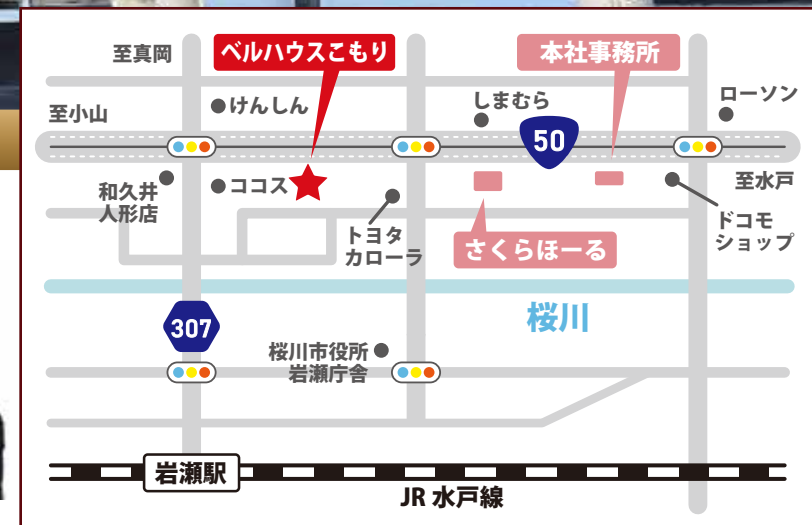 至真岡
ベルハウスこもり
本社事務所
至小山
けんしん
しまむら
ローソン
50
和久井
人形店
ココス
トヨタ
カローラ
さくらほーる
至水戸
ドコモ
ショップ
桜川
307
桜川市役所
岩瀬庁舎
岩瀬駅
JR 水戸線